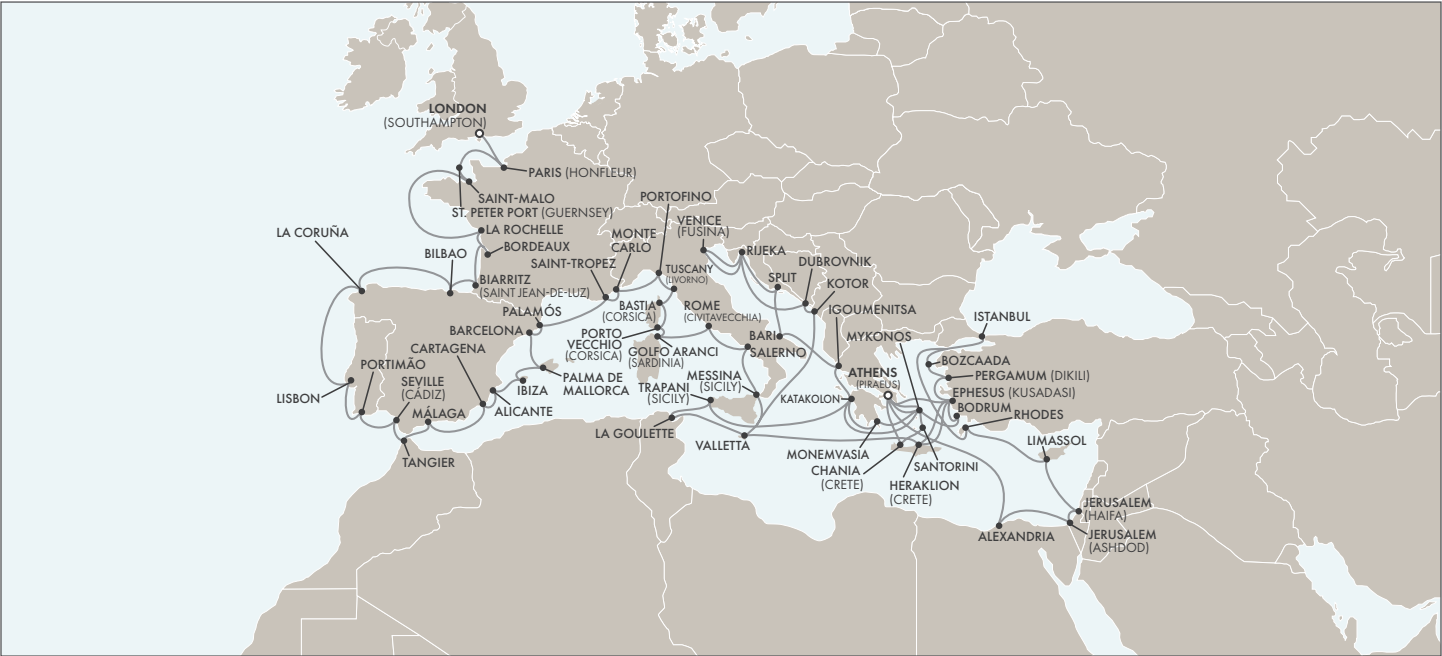 LONDON
(SOUTHAMPTON)
PARIS (HONFLEUR)
SAINT-MALO
ST. PETER PORT (GUERNSEY)
LA ROCHELLE
BORDEAUX
BILBAO
BIARRITZ
(SAINT JEAN-DE-LUZ)
LA CORUÑA
PORTOFINO
MONTE
CARLO
SAINT-TROPEZ
VENICE
(FUSINA)
RIJEKA
TUSCANY
(LIVORNO)
SPLIT
DUBROVNIK
KOTOR
IGOUMENITSA
BASTIA
(CORSICA)
ROME
(CIVITAVECCHIA)
PALAMÓS
BARCELONA
PORTO
VECCHIO
(CORSICA)
GOLFO ARANCI
(SARDINIA)
BARI
SALERNO
MYKONOS
ISTANBUL
CARTAGENA
PORTIMÃO
SEVILLE
(CÁDIZ)
LISBON
MÁLAGA
TANGIER
ALICANTE
IBIZA
PALMA DE
MALLORCA
MESSINA
(SICILY)
TRAPANI
(SICILY)
LA GOULETTE
VALLETTA
KATAKOLON
ATHENS
(PIRAEUS)
BOZCAADA
PERGAMUM (DIKILI)
EPHESUS (KUSADASI)
BODRUM
RHODES
LIMASSOL
MONEMVASIA
CHANIA
(CRETE)
SANTORINI
HERAKLION
(CRETE)
ALEXANDRIA
JERUSALEM
(HAIFA)
JERUSALEM
(ASHDOD)